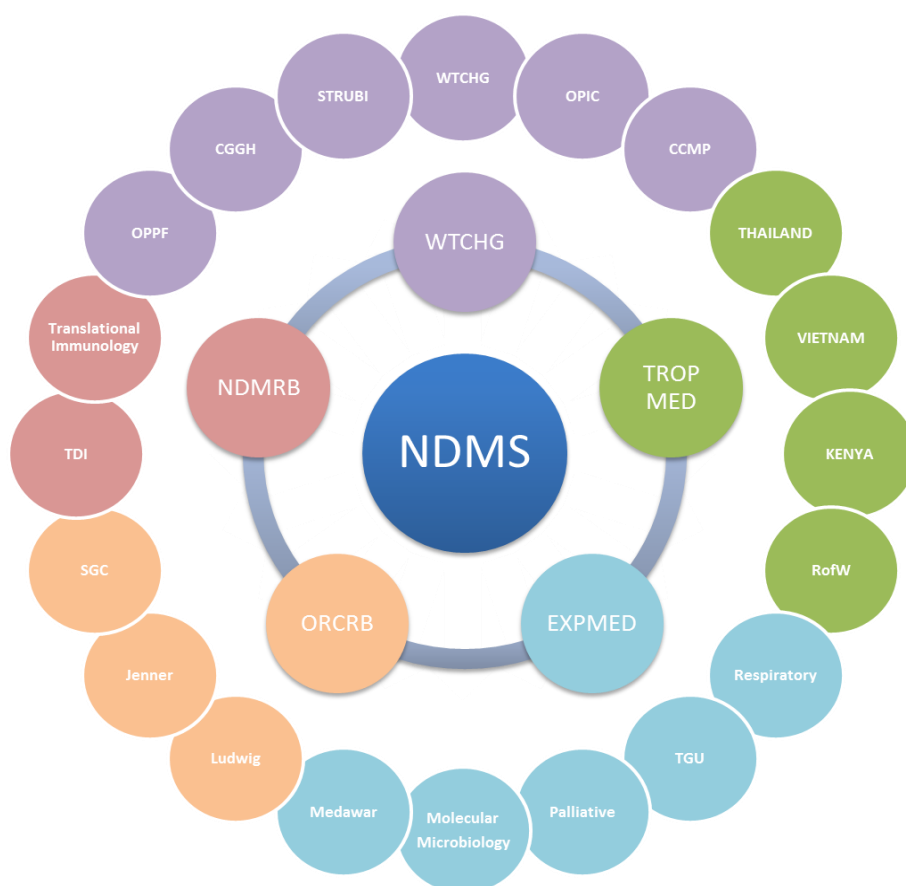 WTCHG
STRUBI
OPIC
CGGH
CCMP
OPPF
THAILAND
WTCHG
Translational
Immunology
VIETNAM
NDMRB
TROP
MED
NDMS
TDI
KENYA
SGC
RofW
ORCRB
EXPMED
Jenner
Respiratory
Ludwig
TGU
Medawar
Molecular
Microbiology
Palliative